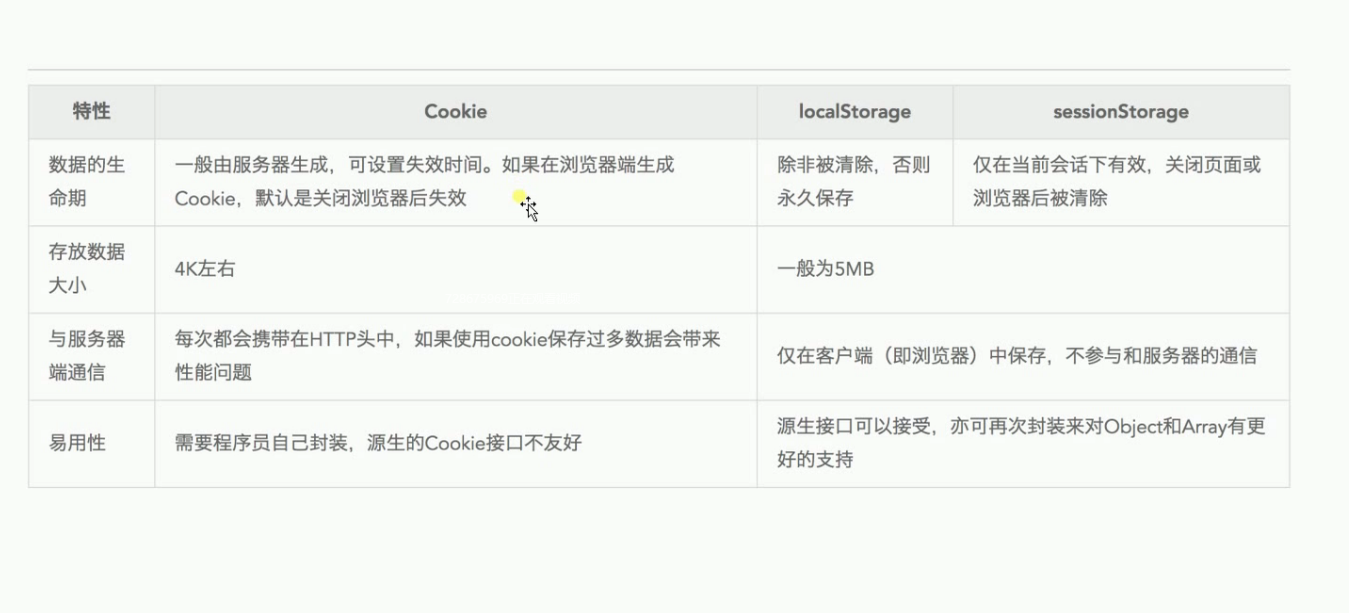 特性
Cookie
localStorage
sessionStorage
数据的生
命期
一般由服务器生成，可设置失效时间。如果在浏览器端生成
Cookie，默认是关闭浏览器后失效
除非被清除，否则
永久保存
仅在当前会话下有效，关闭页面或
浏览器后被清除
存放数据
大小
4K左右
一般为5MB
与服务器
端通信
每次都会携带在HTTP头中，如果使用cookie保存过多数据会带来
性能问题
仅在客户端（即浏览器）中保存，不参与和服务器的通信
易用性
需要程序员自己封装，源生的Cookie接口不友好
源生接口可以接受，亦可再次封装来对Object和Array有更
好的支持